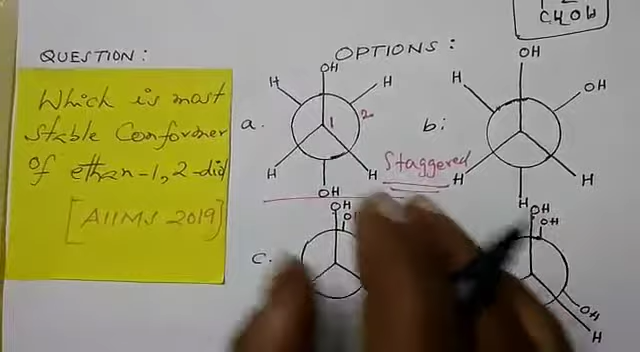 CH2OH
QUESTION:
Which is most
stable Conformer
of ethan-1,2-diol
[AIIMS 2019]
OPTIONS:
a.
OH
H
H
1
2
H
H
OH
Staggered
b:
OH
H
OH
H
H
H
c.
OH
OH
OH
OH
H